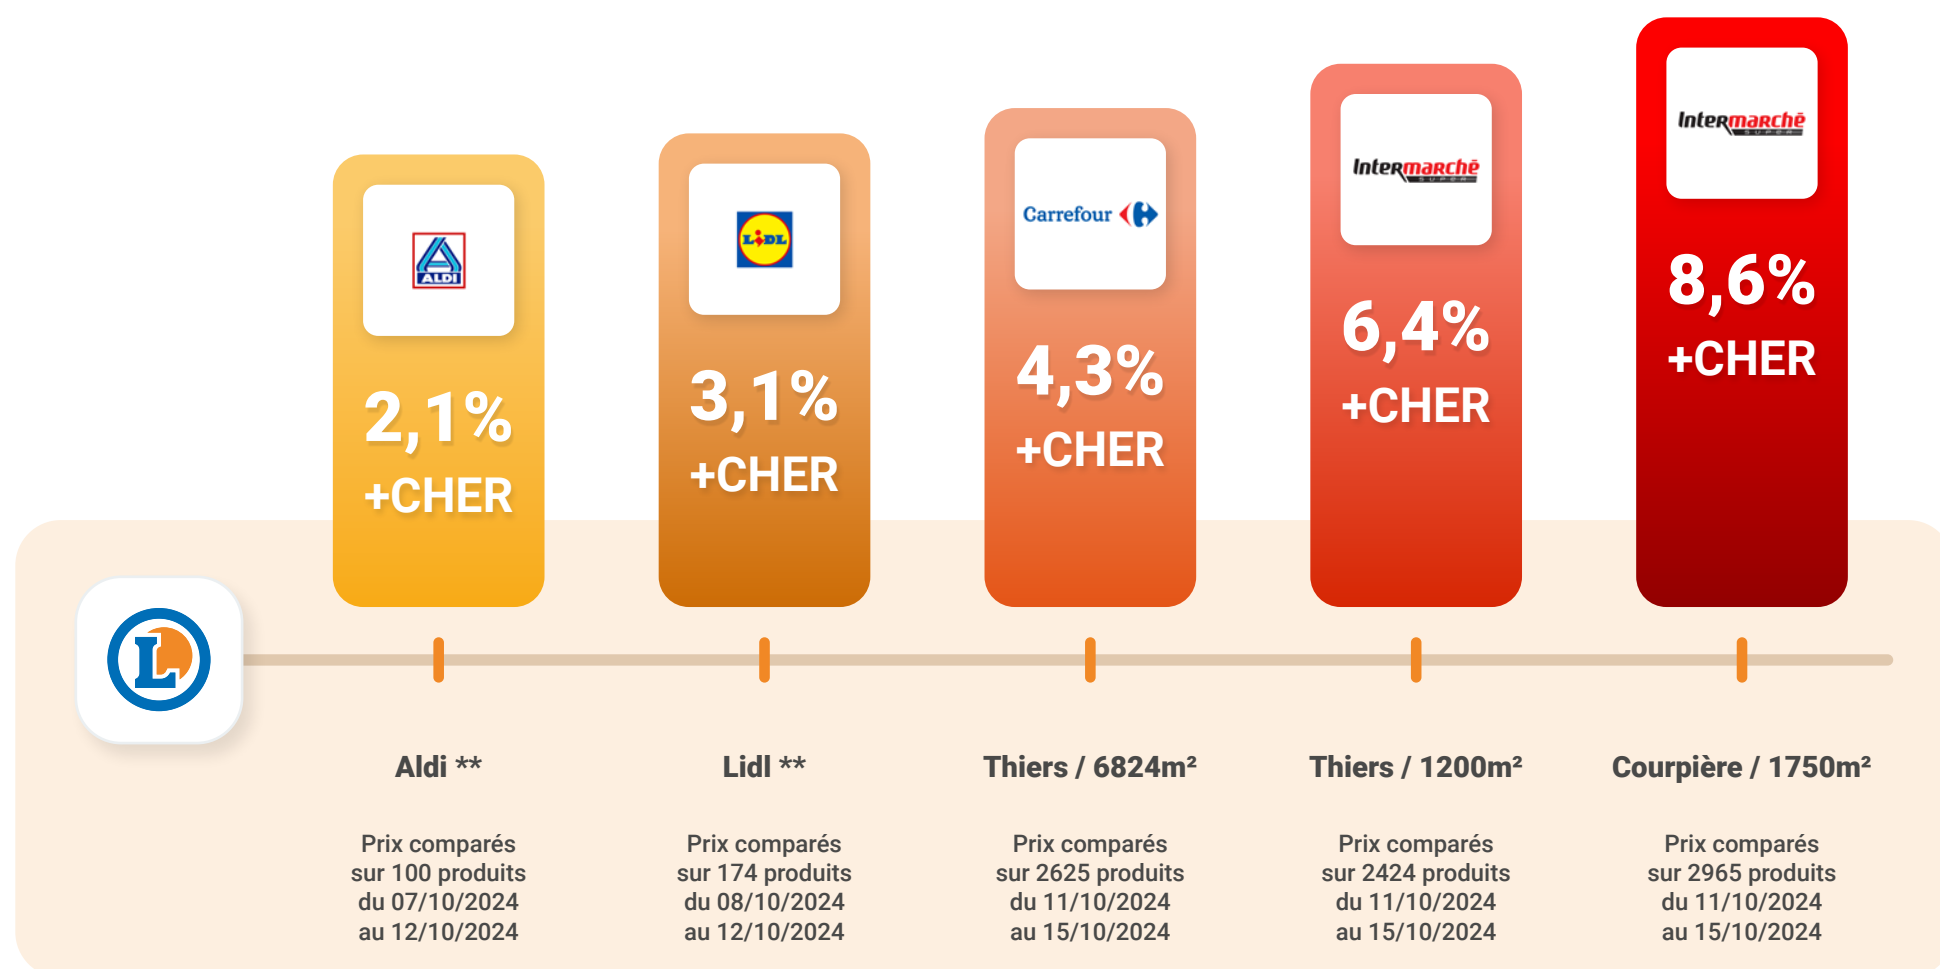 ALDI
2,1%
+CHER
LIDL
3,1%
+CHER
Carrefour
4,3%
+CHER
Intermarchē
SUPER
6,4%
+CHER
Intermarchē
SUPER
8,6%
+CHER
L
Aldi **
Prix comparés
sur 100 produits
du 07/10/2024
au 12/10/2024
Lidl **
Prix comparés
sur 174 produits
du 08/10/2024
au 12/10/2024
Thiers / 6824m²
Prix comparés
sur 2625 produits
du 11/10/2024
au 15/10/2024
Thiers / 1200m²
Prix comparés
sur 2424 produits
du 11/10/2024
au 15/10/2024
Courpière / 1750m²
Prix comparés
sur 2965 produits
du 11/10/2024
au 15/10/2024